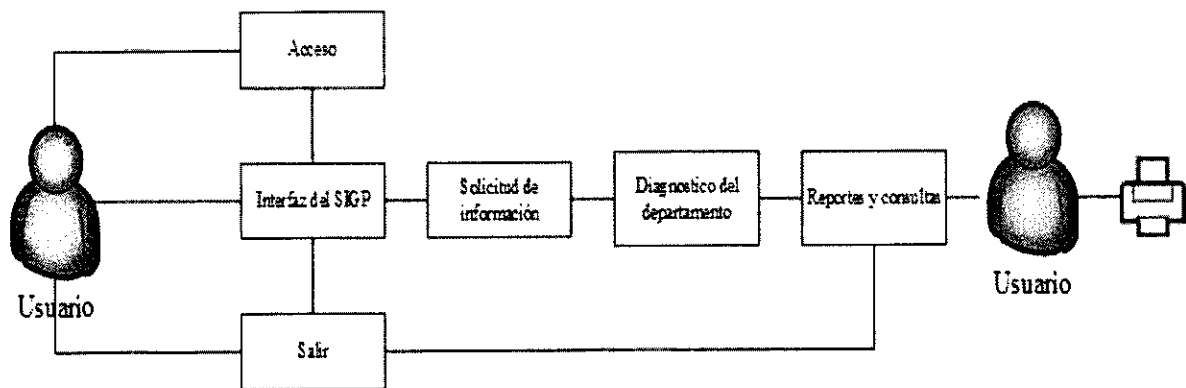 Acceso
Interfaz del SIGP
Solicitud de
información
Diagnostico del
departamento
Reportes y consultas
Usuario
Usuario
Salir